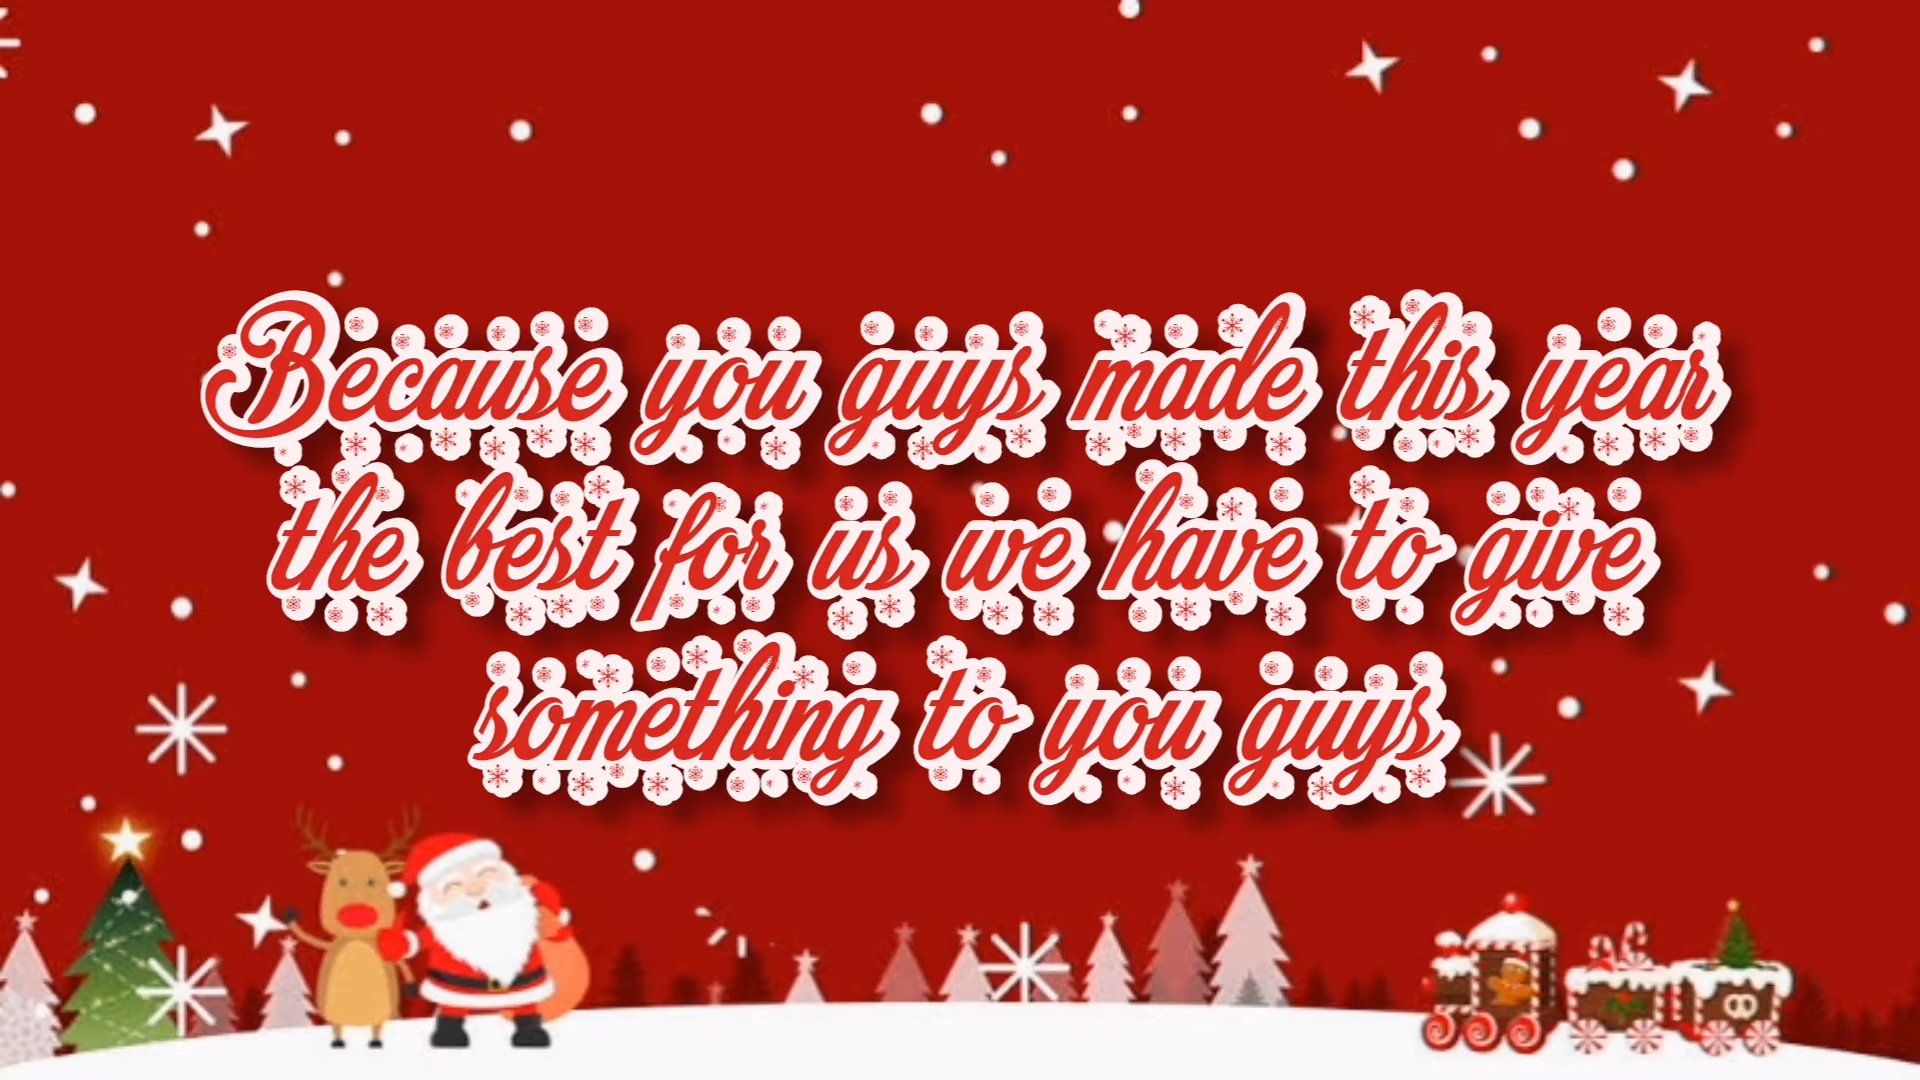 Because you guys made this year
the best for us we have to give
something to you guys